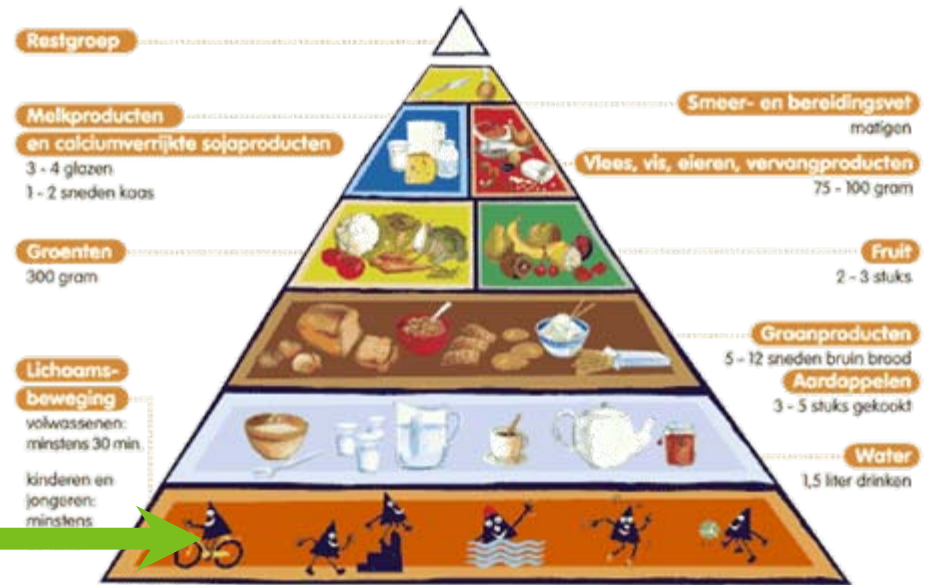 Restgroep
Melkproducten
en calciumverrijkte sojaproducten
3 - 4 glazen
1 - 2 sneden kaas
Groenten
300 gram
Lichaams-
beweging
volwassenen:
minstens 30 min.
kinderen en
jongeren:
minstens
Smeer- en bereidingsvet
matigen
Vlees, vis, eieren, vervangproducten
75 - 100 gram
Fruit
2 - 3 stuks
Graanproducten
5 - 12 sneden bruin brood
Aardappelen
3 - 5 stuks gekookt
Water
1,5 liter drinken